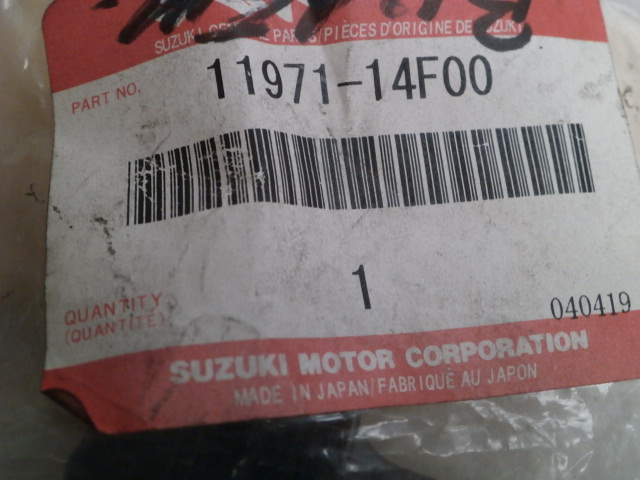 SUZUKI GENUINE PARTS/PIÈCES D'ORIGINE DE SUZUKI
PART NO. 11971-14F00
1
QUANTITY
(QUANTITÉ)
040419
SUZUKI MOTOR CORPORATION
MADE IN JAPAN/FABRIQUÉ AU JAPON